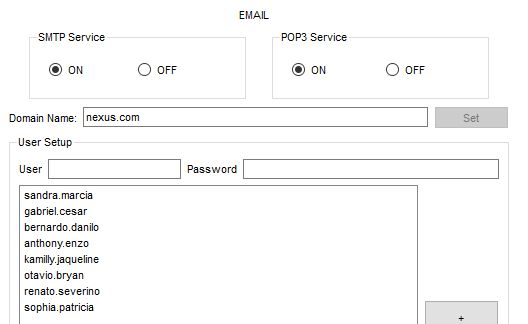 EMAIL
SMTP Service
POP3 Service
ON
OFF
ON
OFF
Domain Name: nexus.com
Set
User Setup
User
Password
sandra.marcia
gabriel.cesar
bernardo.danilo
anthony.enzo
kamilly.jaqueline
otavio.bryan
renato.severino
sophia.patricia
+